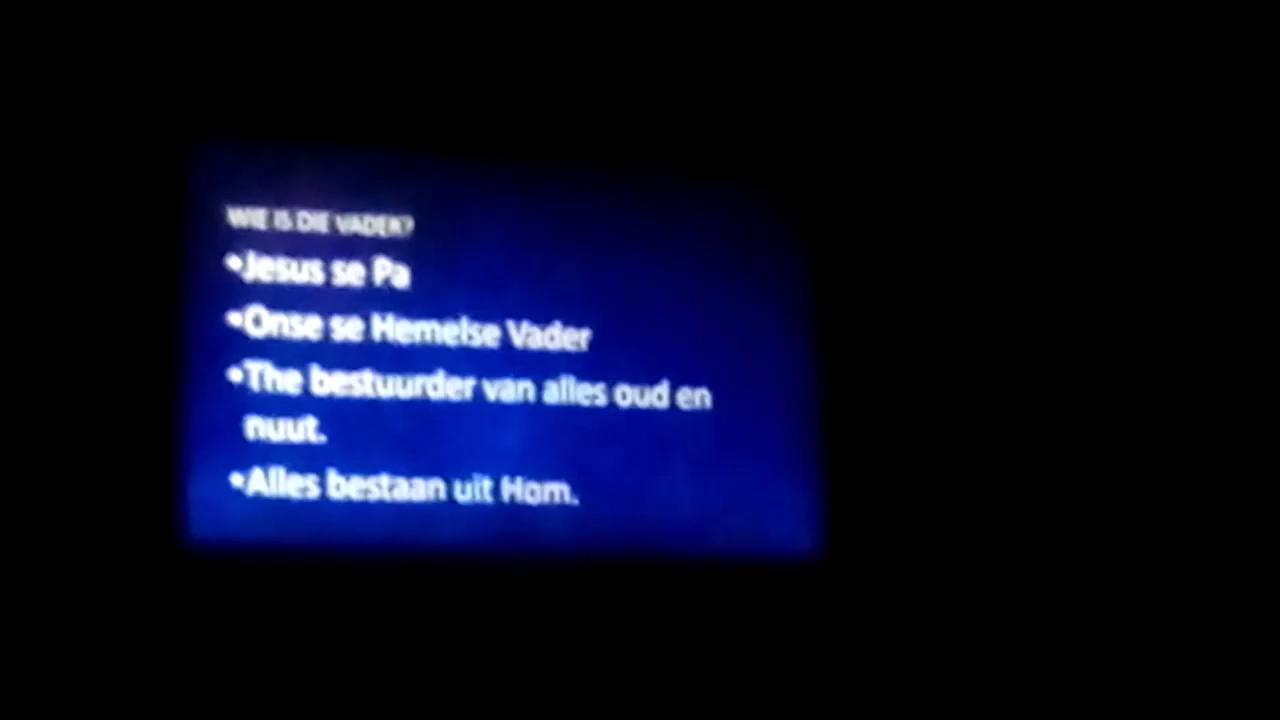 WIE IS DIE VADER?
•Jesus se Pa
•Onse se Hemelse Vader
•The bestuurder van alles oud en
nuut.
•Alles bestaan uit Hom.